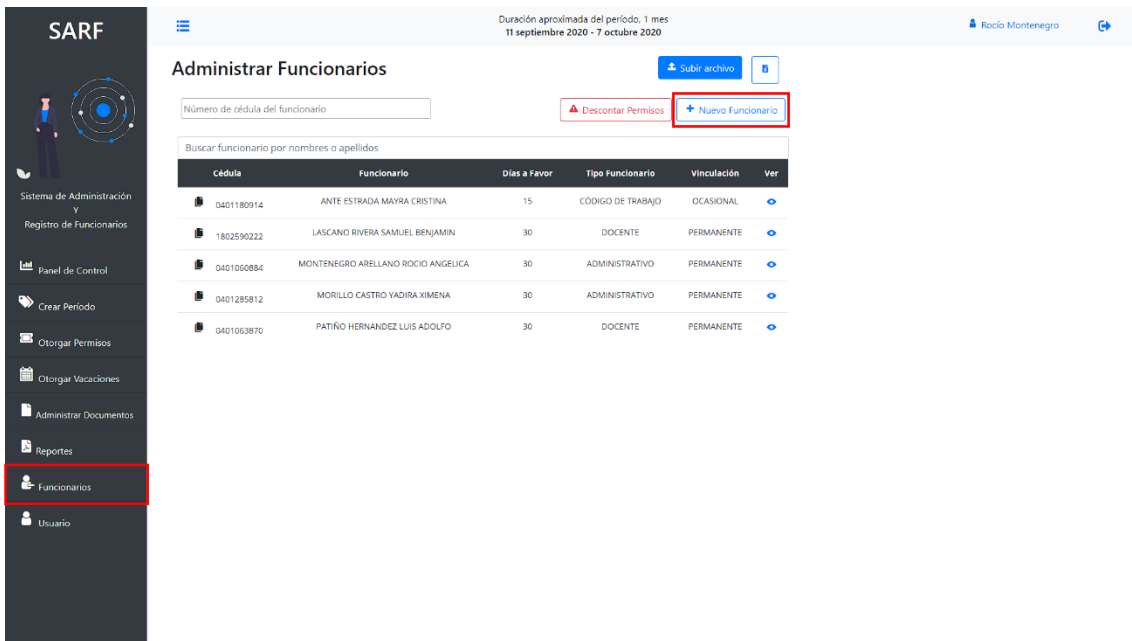 SARF
Duración aproximada del período, 1 mes
11 septiembre 2020 - 7 octubre 2020
Rocío Montenegro
Administrar Funcionarios
Subir archivo
Número de cédula del funcionario
Descontar Permisos
Nuevo Funcionario
Buscar funcionario por nombres o apellidos
Cédula Funcionario Días a Favor Tipo Funcionario Vinculación Ver
0401180914 ANTE ESTRADA MAYRA CRISTINA 15 CÓDIGO DE TRABAJO OCASIONAL
1802590222 LASCANO RIVERA SAMUEL BENJAMIN 30 DOCENTE PERMANENTE
0401060884 MONTENEGRO ARELLANO ROCIO ANGELICA 30 ADMINISTRATIVO PERMANENTE
0401285812 MORILLO CASTRO YADIRA XIMENA 30 ADMINISTRATIVO PERMANENTE
0401063870 PATIÑO HERNANDEZ LUIS ADOLFO 30 DOCENTE PERMANENTE
Sistema de Administración
Y
Registro de Funcionarios
Panel de Control
Crear Período
Otorgar Permisos
Otorgar Vacaciones
Administrar Documentos
Reportes
Funcionarios
Usuario